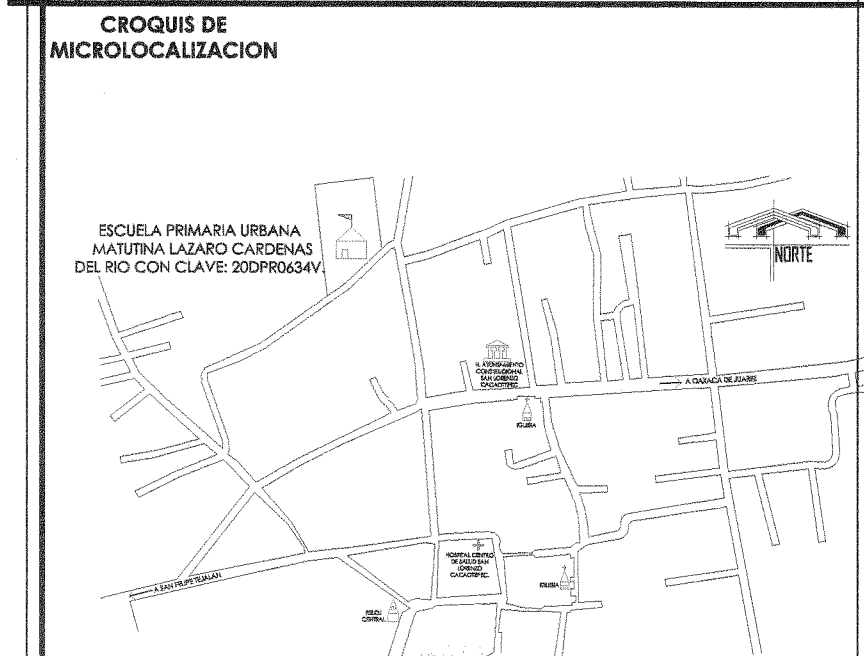 CROQUIS DE
MICROLOCALIZACION
ESCUELA PRIMARIA URBANA
MATUTINA LAZARO CARDENAS
DEL RIO CON CLAVE: 20DPR0634V.
NORTE
H. AYUNTAMIENTO
CONSTITUCIONAL
SAN LORENZO
CACAOTEPEC
A OAXACA DE JUAREZ
IGLESIA
HOSPITAL CENTRO
DE SALUD SAN
LORENZO
CACAOTEPEC.
IGLESIA
A SAN FELIPE TEJALAN
RELOJ
CENTRAL